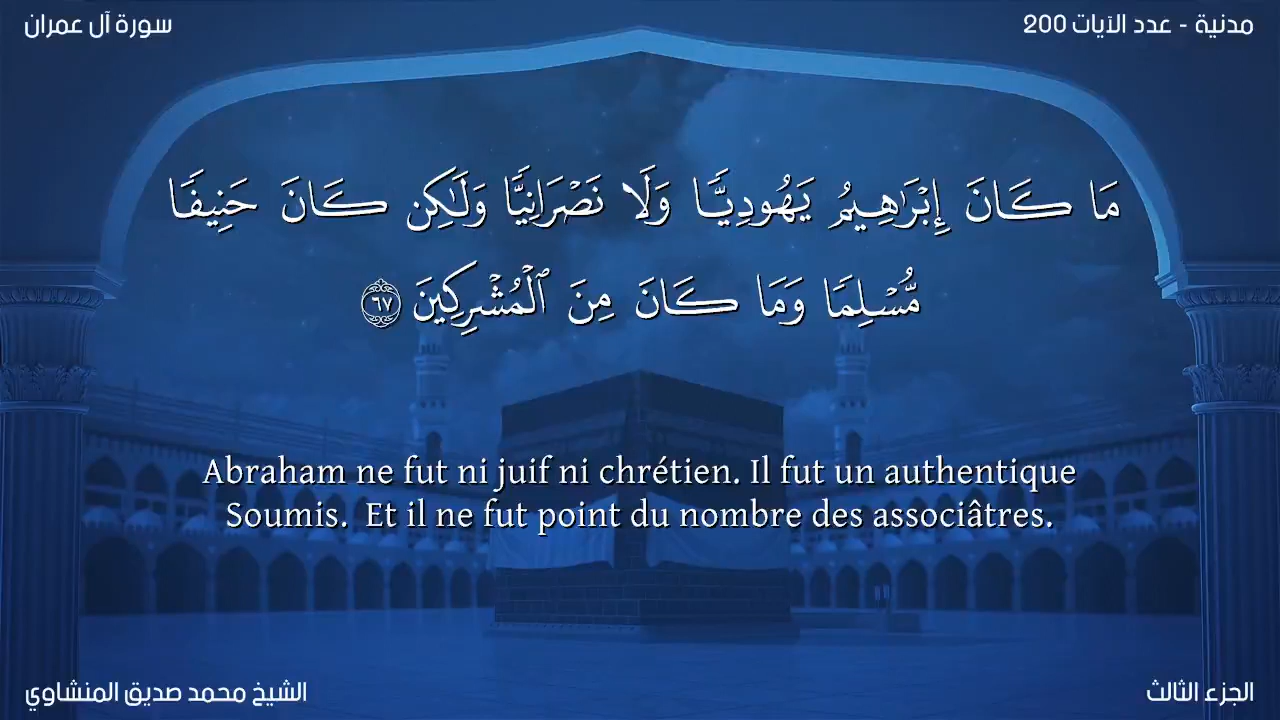 مدنية - عدد الآيات 200
سورة آل عمران
مَا كَانَ إِبْرَٰهِيمُ يَهُودِيًّا وَلَا نَصْرَانِيًّا وَلَٰكِن كَانَ حَنِيفًا
مُّسْلِمًا وَمَا كَانَ مِنَ ٱلْمُشْرِكِينَ ٦٧
Abraham ne fut ni juif ni chrétien. Il fut un authentique
Soumis. Et il ne fut point du nombre des associâtres.
الجزء الثالث
الشيخ محمد صديق المنشاوي